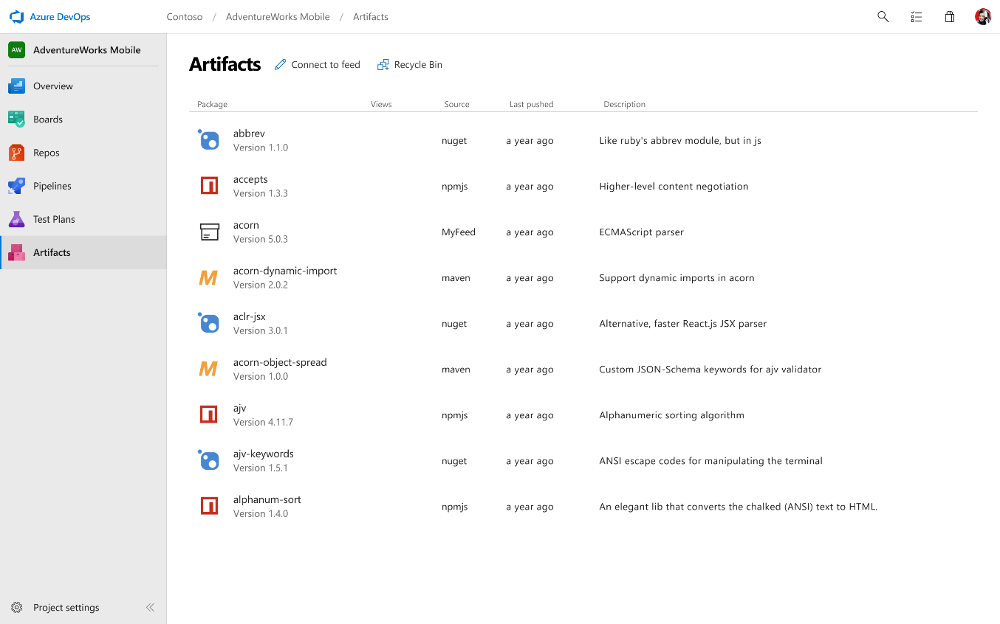 Azure DevOps
Contoso / AdventureWorks Mobile / Artifacts
AW AdventureWorks Mobile
Overview
Boards
Repos
Pipelines
Test Plans
Artifacts
Project settings
Artifacts Connect to feed Recycle Bin
Package Views Source Last pushed Description
abbrev
Version 1.1.0
nuget a year ago Like ruby's abbrev module, but in js
accepts
Version 1.3.3
npmjs a year ago Higher-level content negotiation
acorn
Version 5.0.3
MyFeed a year ago ECMAScript parser
M
acorn-dynamic-import
Version 2.0.2
maven a year ago Support dynamic imports in acorn
aclr-jsx
Version 3.0.1
nuget a year ago Alternative, faster React.js JSX parser
M
acorn-object-spread
Version 1.0.0
maven a year ago Custom JSON-Schema keywords for ajv validator
ajv
Version 4.11.7
npmjs a year ago Alphanumeric sorting algorithm
ajv-keywords
Version 1.5.1
nuget a year ago ANSI escape codes for manipulating the terminal
alphanum-sort
Version 1.4.0
npmjs a year ago An elegant lib that converts the chalked (ANSI) text to HTML.